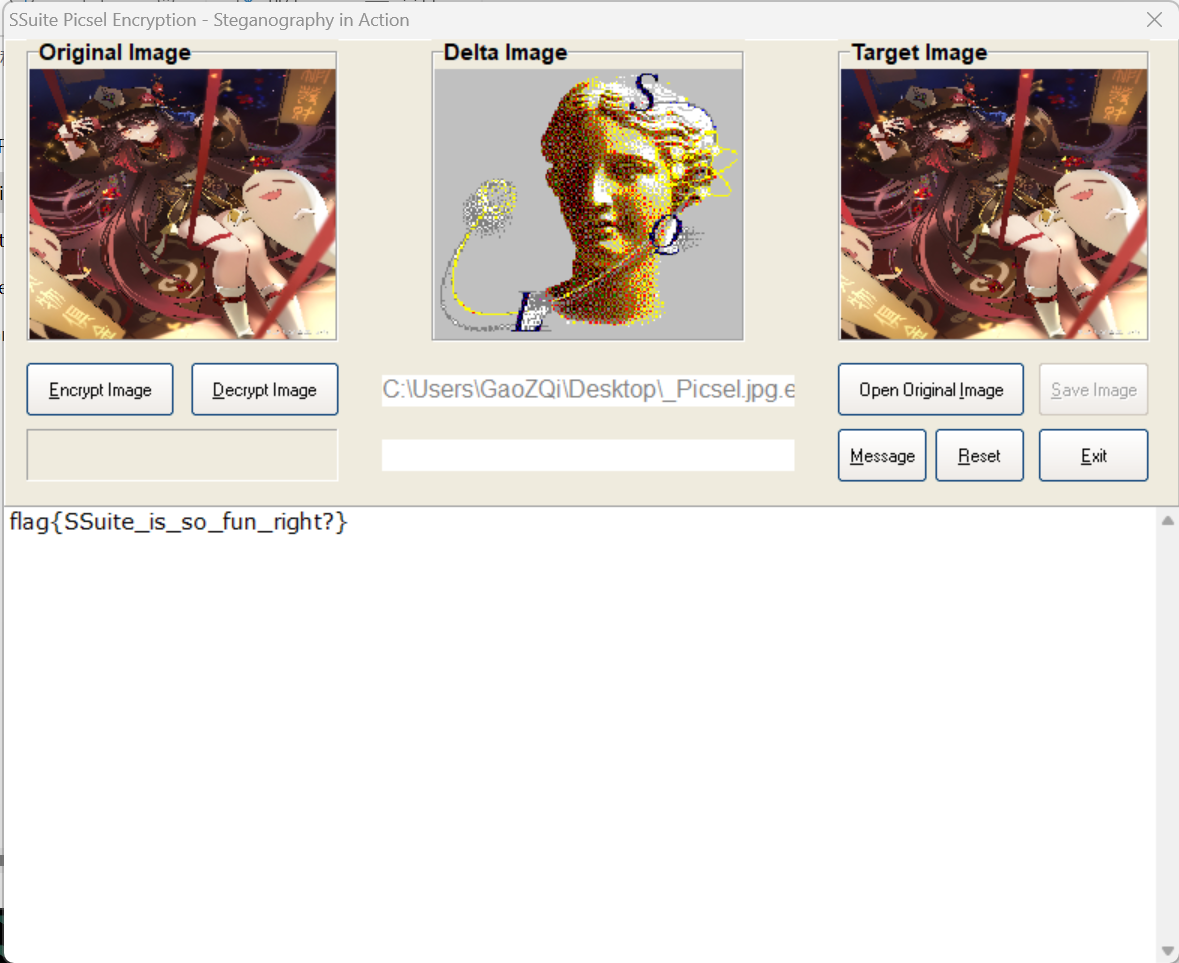 SSuite Picsel Encryption - Steganography in Action
Original Image
Delta Image
Target Image
S
O
Encrypt Image
Decrypt Image
C:\Users\GaoZQi\Desktop\_Picsel.jpg.e
Open Original Image
Save Image
Message
Reset
Exit
flag{SSuite_is_so_fun_right?}